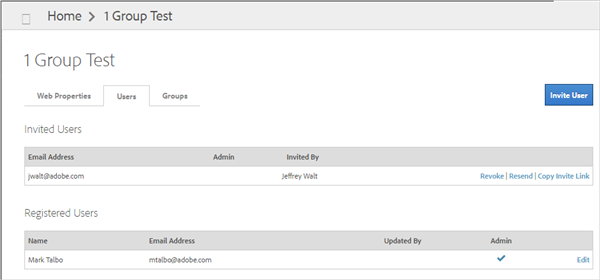 Home > 1 Group Test
1 Group Test
Web Properties Users Groups
Invite User
Invited Users
Email Address Admin Invited By
jwalt@adobe.com Jeffrey Walt Revoke | Resend | Copy Invite Link
Registered Users
Name Email Address Updated By Admin
Mark Talbo mtalbo@adobe.com Edit